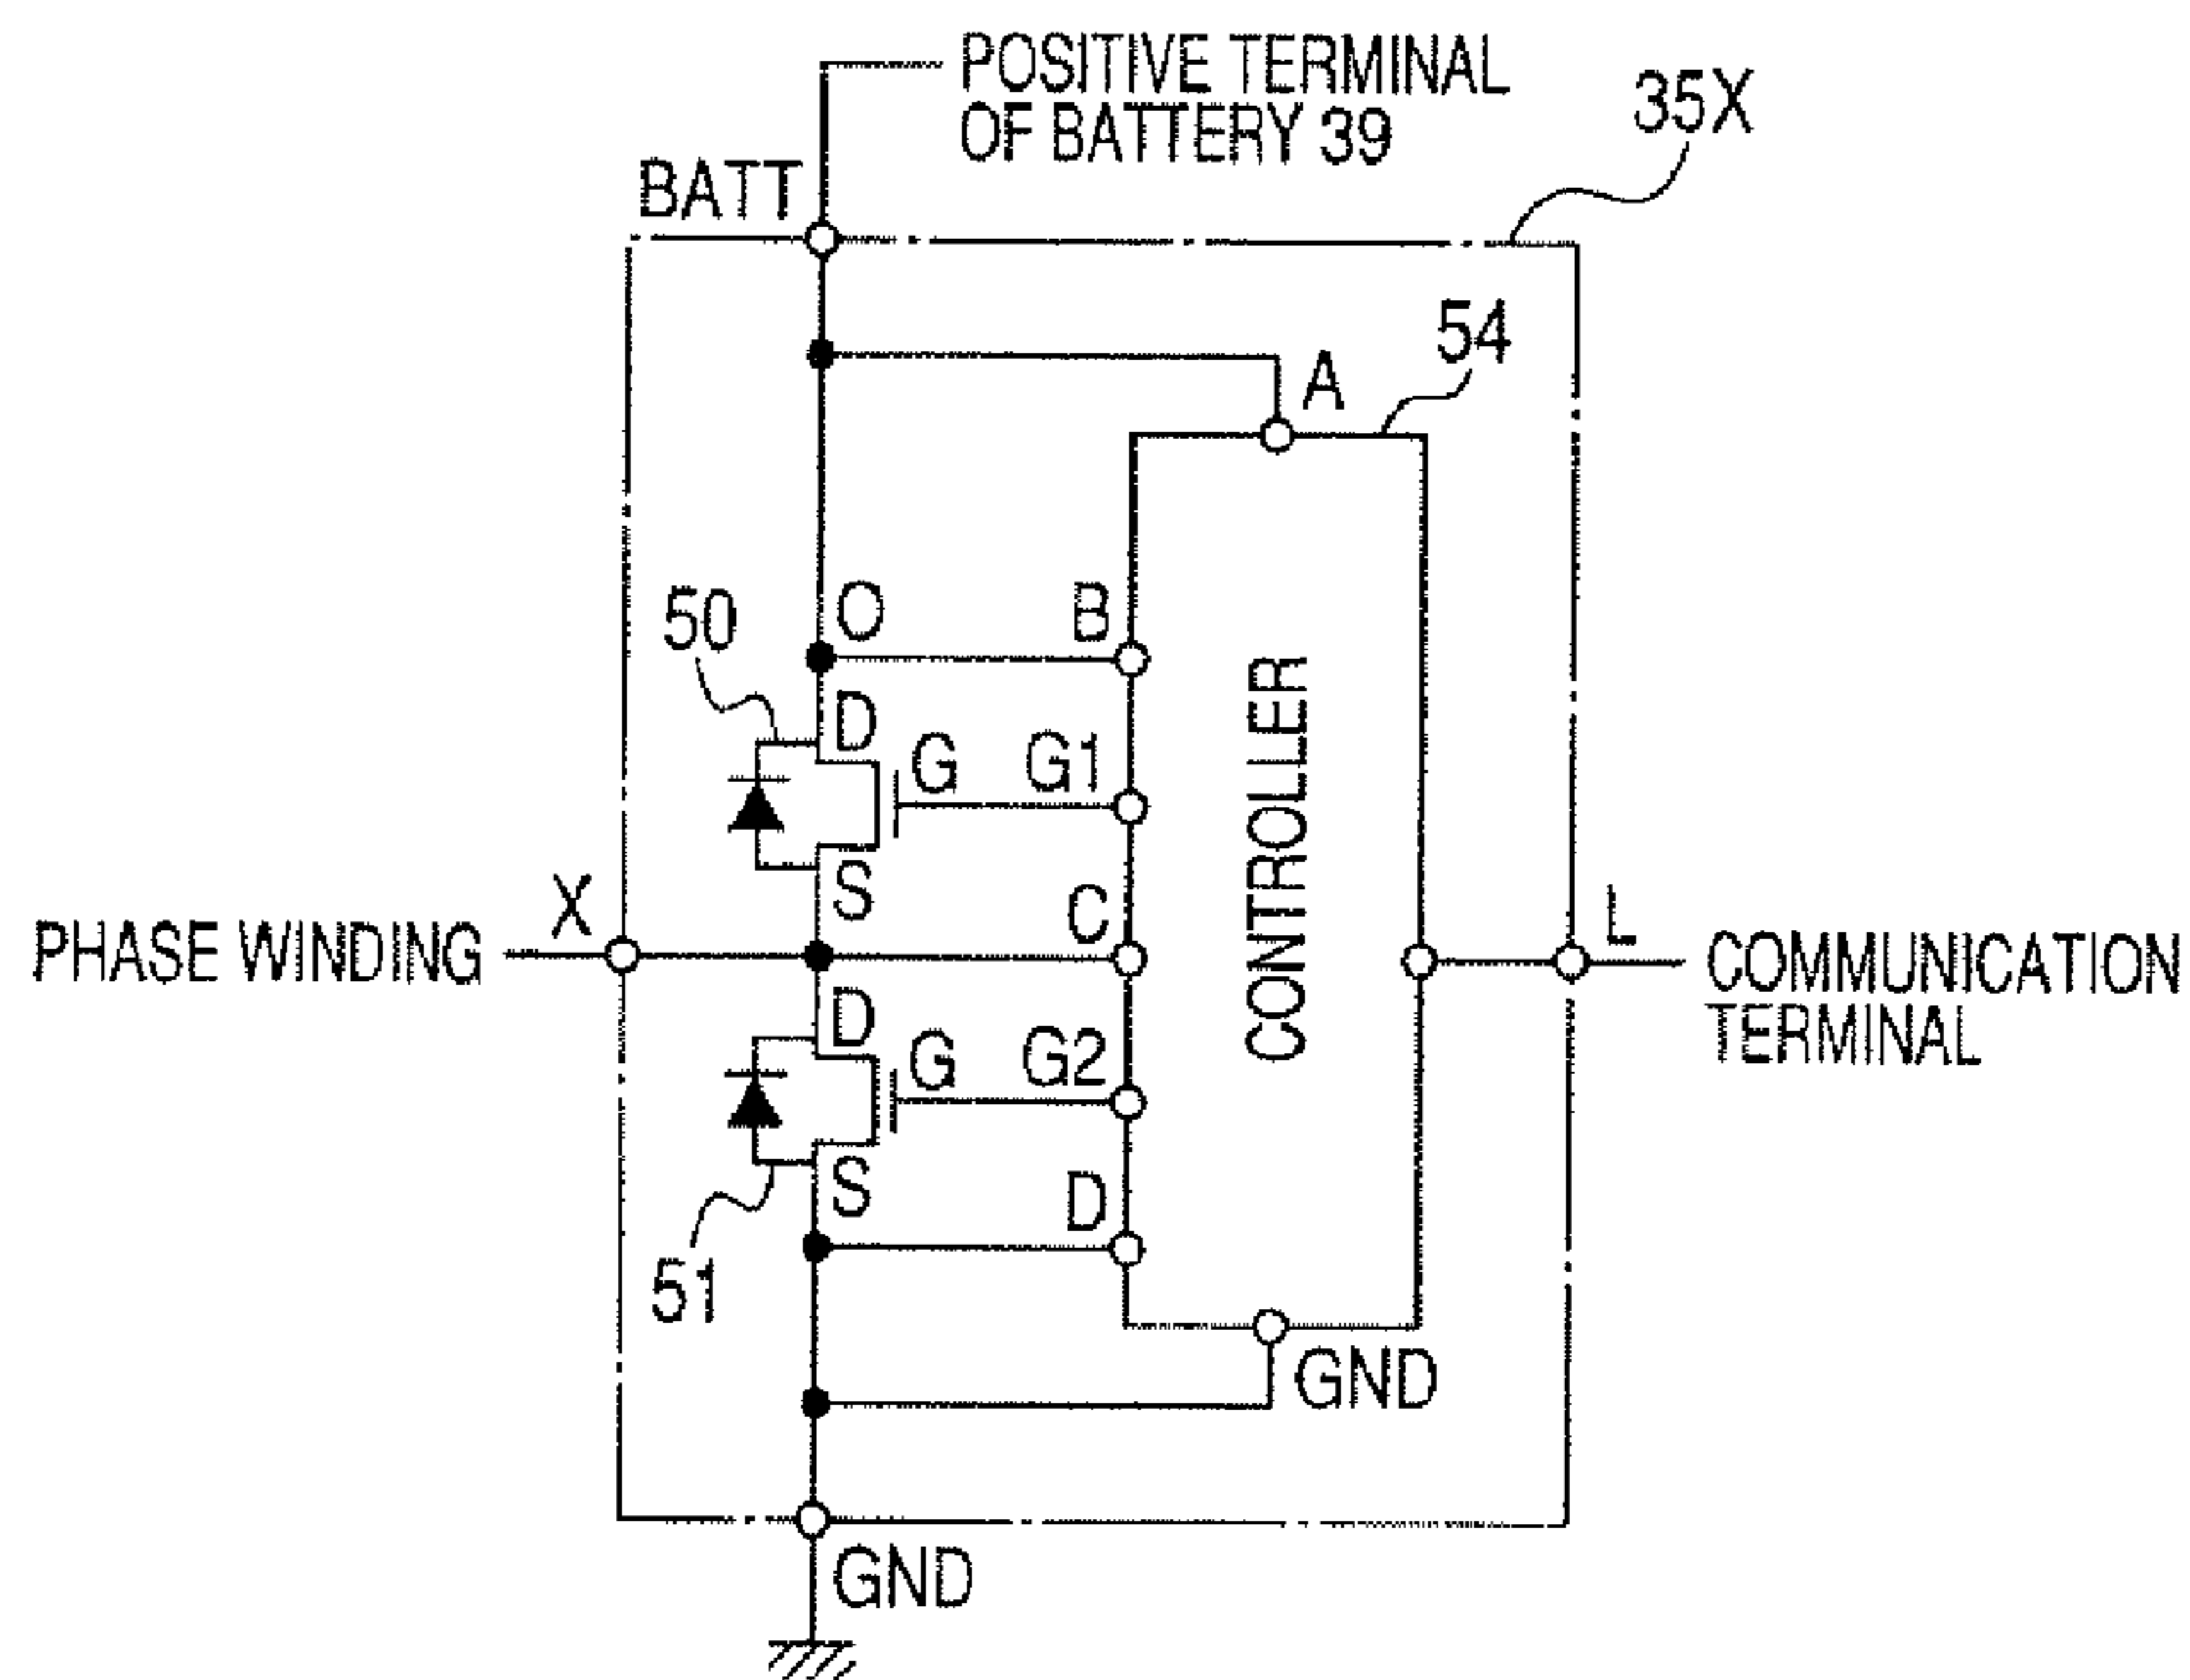 POSITIVE TERMINAL
OF BATTERY 39
35X
BATT
54
A
50
O
B
D
G
G1
S
C
CONTROLLER
X
PHASE WINDING
L
COMMUNICATION
TERMINAL
D
G
G2
S
D
51
GND
GND